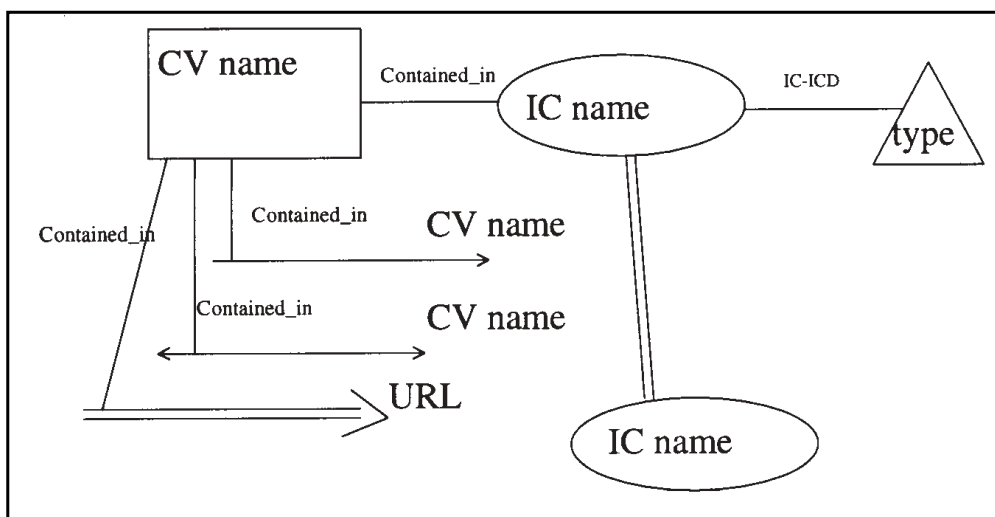 CV name
Contained_in
IC name
IC-ICD
type
Contained_in
Contained_in
CV name
Contained_in
CV name
URL
IC name